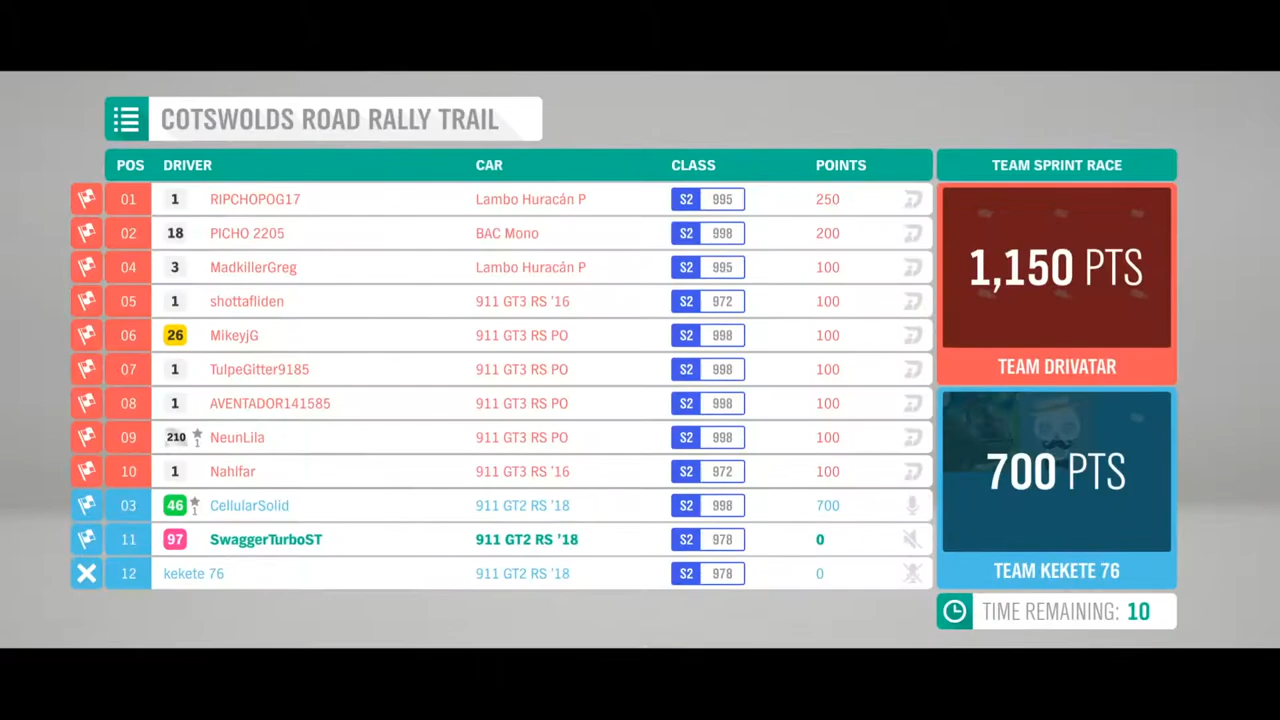 COTSWOLDS ROAD RALLY TRAIL
POS DRIVER CAR CLASS POINTS TEAM SPRINT RACE
01 1 RIPCHOPOG17 Lambo Huracán P S2 995 250
02 18 PICHO 2205 BAC Mono S2 998 200
04 3 MadkillerGreg Lambo Huracán P S2 995 100
05 1 shottafliden 911 GT3 RS '16 S2 972 100
06 26 MikeyjG 911 GT3 RS PO S2 998 100
07 1 TulpeGitter9185 911 GT3 RS PO S2 998 100
08 1 AVENTADOR141585 911 GT3 RS PO S2 998 100
09 210 1 NeunLila 911 GT3 RS PO S2 998 100
10 1 Nahlfar 911 GT3 RS '16 S2 972 100
03 46 1 CellularSolid 911 GT2 RS '18 S2 998 700
11 97 SwaggerTurboST 911 GT2 RS '18 S2 978 0
12 kekete 76 911 GT2 RS '18 S2 978 0
1,150 PTS
TEAM DRIVATAR
700 PTS
TEAM KEKETE 76
TIME REMAINING: 10